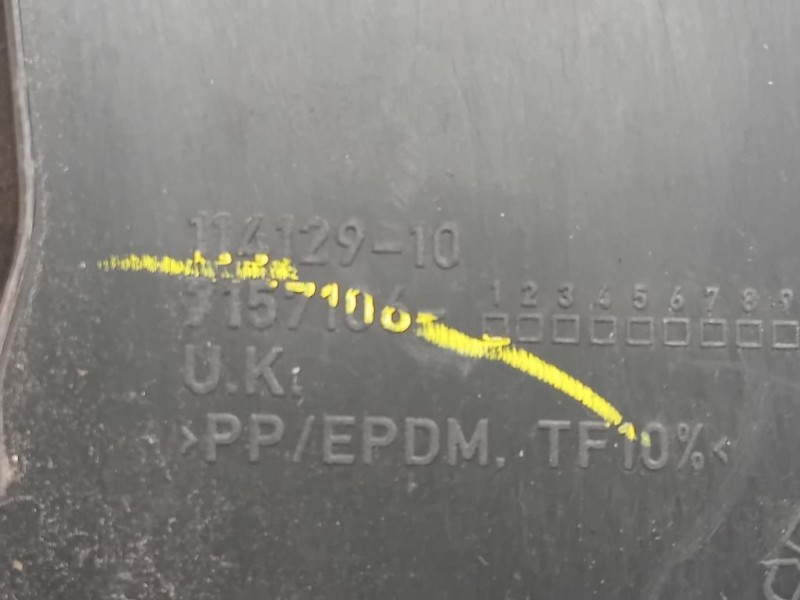 114129-10
7157106
1 2 3 4 5 6 7 8 9
U.K.
>PP/EPDM. TF10%<